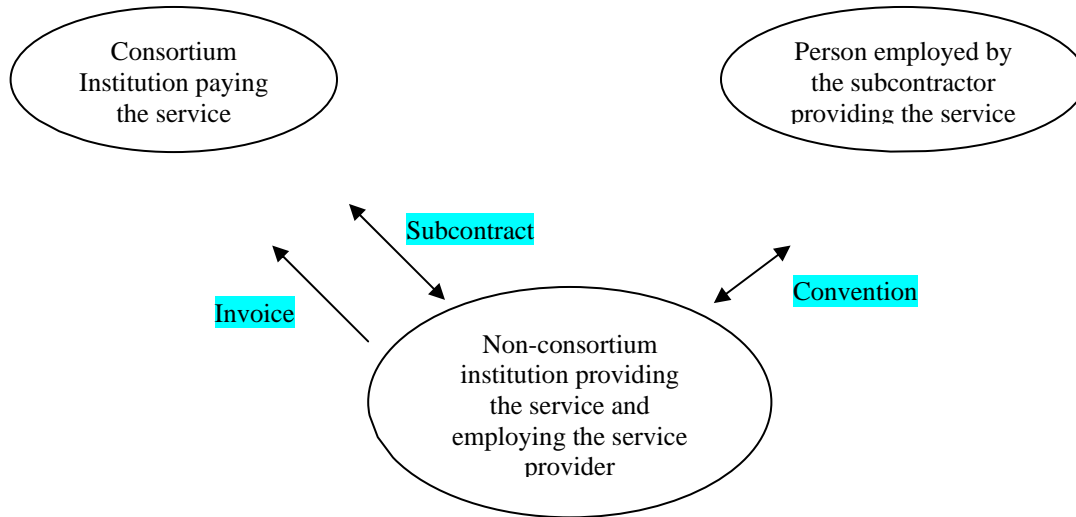 Consortium
Institution paying
the service
Person employed by
the subcontractor
providing the service
Subcontract
Invoice
Convention
Non-consortium
institution providing
the service and
employing the service
provider